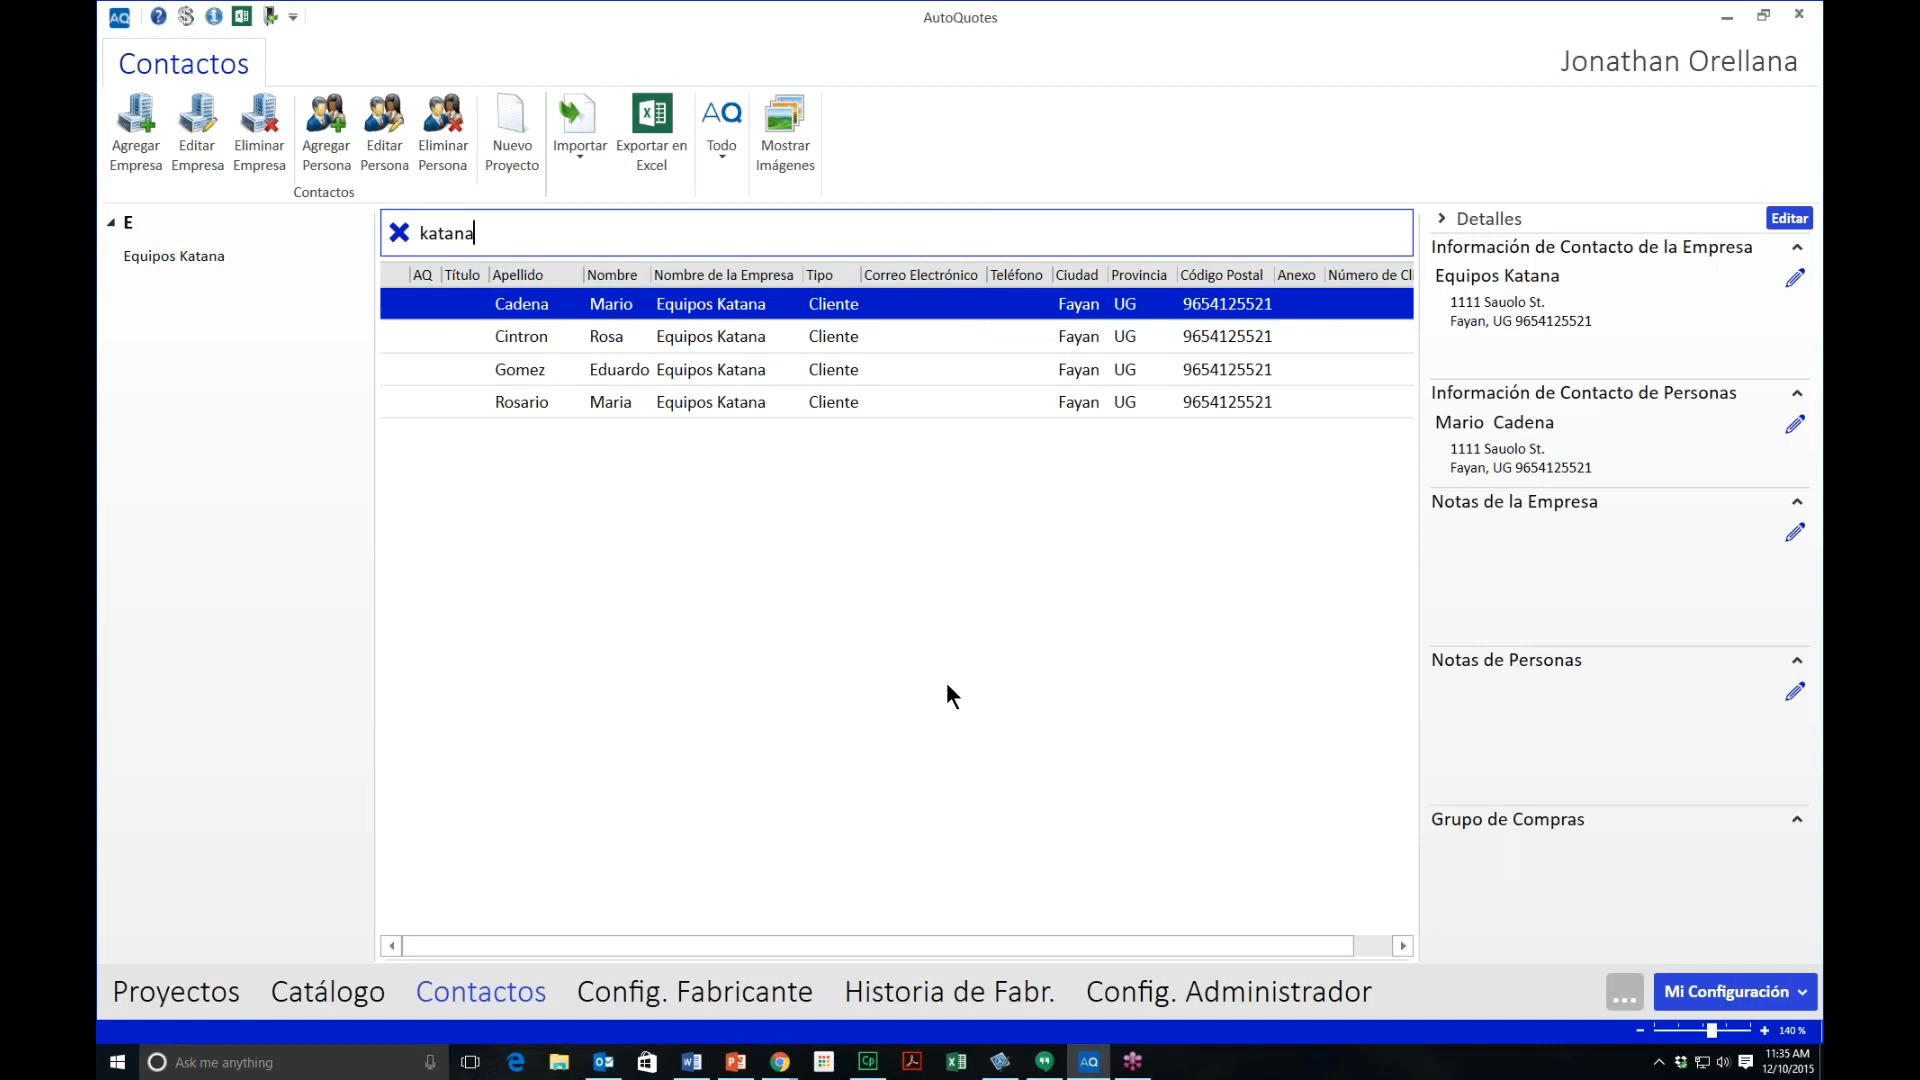 AQ
AutoQuotes
Contactos
Jonathan Orellana
Agregar Empresa
Editar Empresa
Eliminar Empresa
Agregar Persona
Editar Persona
Eliminar Persona
Nuevo Proyecto
Importar
Exportar en Excel
AQ
Todo
Mostrar Imágenes
Contactos
E
Equipos Katana
katana
AQ Título Apellido Nombre Nombre de la Empresa Tipo Correo Electrónico Teléfono Ciudad Provincia Código Postal Anexo Número de Cl
Cadena Mario Equipos Katana Cliente Fayan UG 9654125521
Cintron Rosa Equipos Katana Cliente Fayan UG 9654125521
Gomez Eduardo Equipos Katana Cliente Fayan UG 9654125521
Rosario Maria Equipos Katana Cliente Fayan UG 9654125521
Detalles Editar
Información de Contacto de la Empresa
Equipos Katana
1111 Sauolo St.
Fayan, UG 9654125521
Información de Contacto de Personas
Mario Cadena
1111 Sauolo St.
Fayan, UG 9654125521
Notas de la Empresa
Notas de Personas
Grupo de Compras
Proyectos Catálogo Contactos Config. Fabricante Historia de Fabr. Config. Administrador ... Mi Configuración
140 %
Ask me anything
11:35 AM
12/10/2015